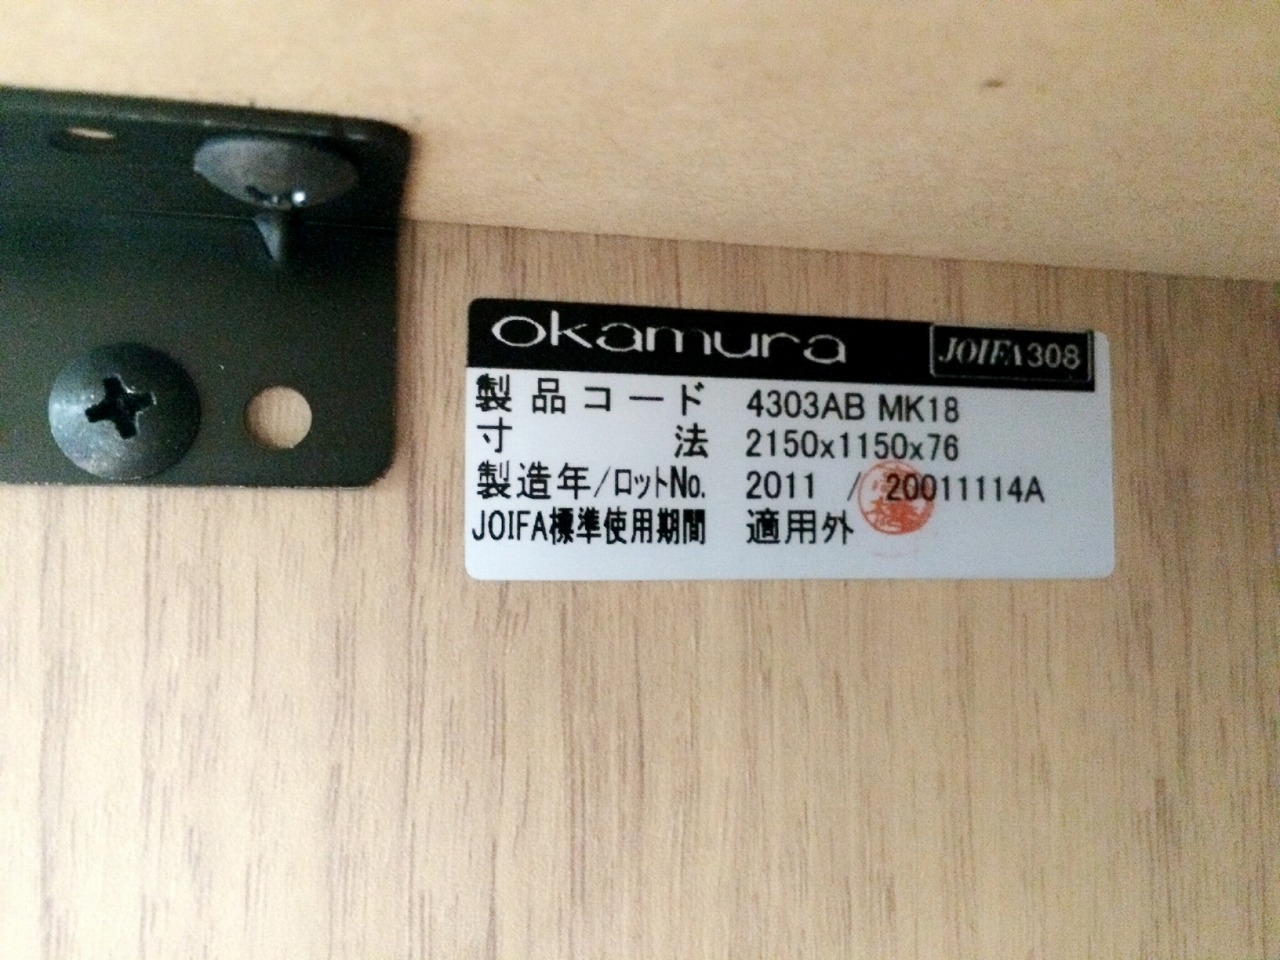 okamura JOIFA308
製品コード 4303AB MK18
寸法 2150x1150x76
製造年/ロットNo. 2011 / 20011114A
JOIFA標準使用期間 適用外